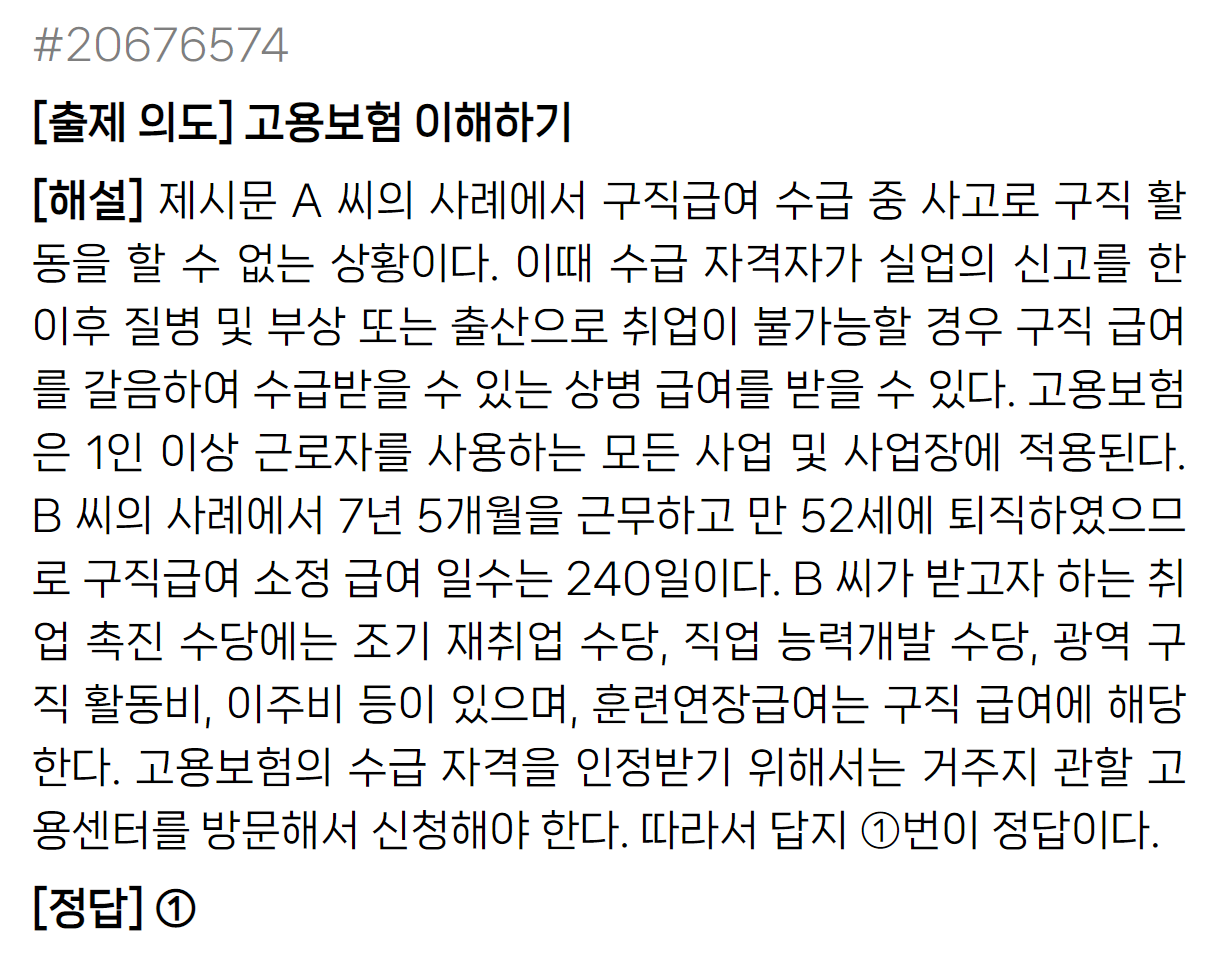 #20676574
[출제 의도] 고용보험 이해하기
[해설] 제시문 A 씨의 사례에서 구직급여 수급 중 사고로 구직 활
동을 할 수 없는 상황이다. 이때 수급 자격자가 실업의 신고를 한
이후 질병 및 부상 또는 출산으로 취업이 불가능할 경우 구직 급여
를 갈음하여 수급받을 수 있는 상병 급여를 받을 수 있다. 고용보험
은 1인 이상 근로자를 사용하는 모든 사업 및 사업장에 적용된다.
B 씨의 사례에서 7년 5개월을 근무하고 만 52세에 퇴직하였으므
로 구직급여 소정 급여 일수는 240일이다. B 씨가 받고자 하는 취
업 촉진 수당에는 조기 재취업 수당, 직업 능력개발 수당, 광역 구
직 활동비, 이주비 등이 있으며, 훈련연장급여는 구직 급여에 해당
한다. 고용보험의 수급 자격을 인정받기 위해서는 거주지 관할 고
용센터를 방문해서 신청해야 한다. 따라서 답지 ①번이 정답이다.
[정답] ①